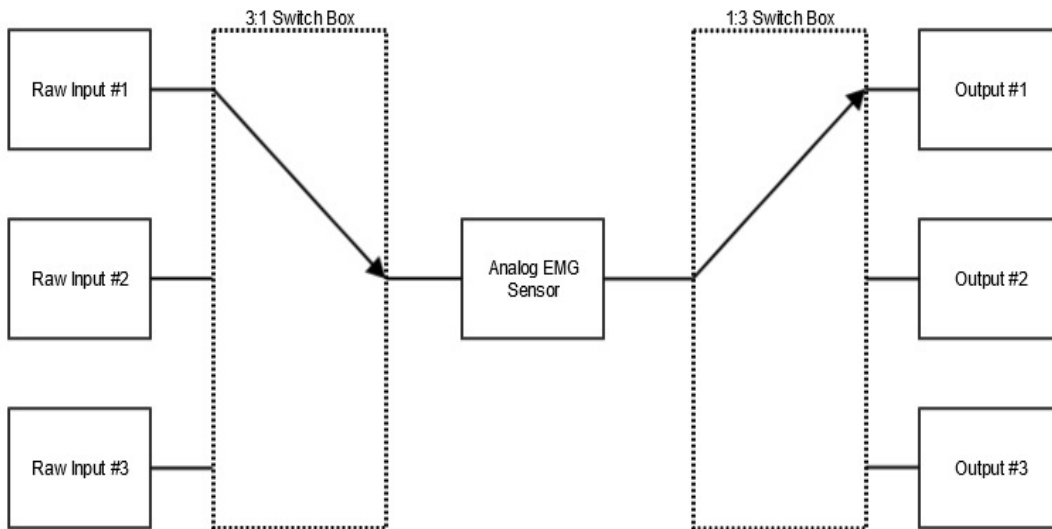 3:1 Switch Box
1:3 Switch Box
Raw Input #1
Output #1
Raw Input #2
Analog EMG
Sensor
Output #2
Raw Input #3
Output #3